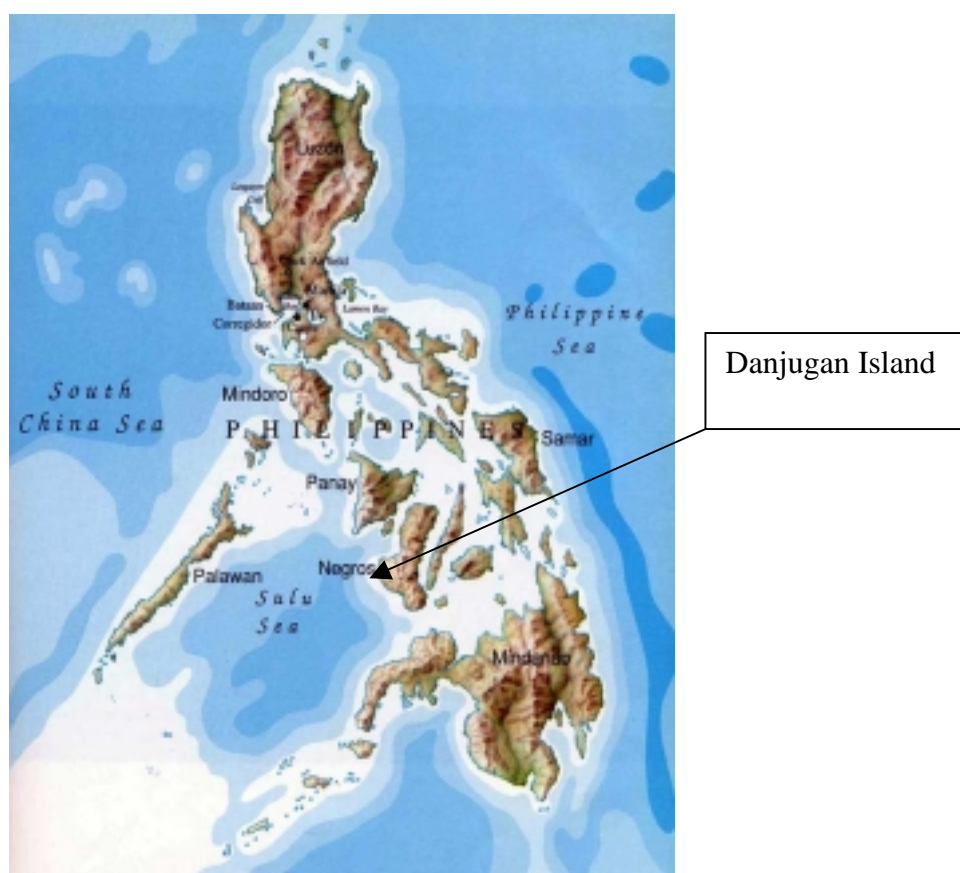 Luzon
Bataan
Corregidor
Philippine
Sea
Danjugan Island
South
China Sea
Mindoro
PHILIPPINES
Samar
Panay
Negros
Palawan
Sulu
Sea
Mindanao